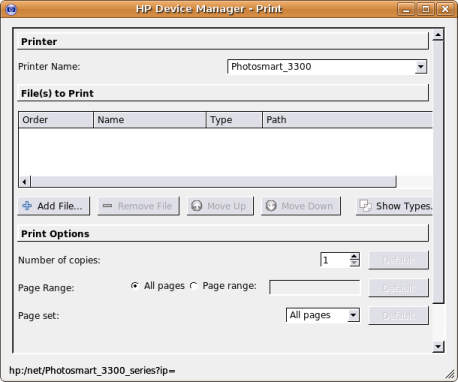 HP Device Manager - Print
Printer
Printer Name: Photosmart_3300
File(s) to Print
Order Name Type Path
Add File... Remove File Move Up Move Down Show Types.
Print Options
Number of copies: 1 Default
Page Range: All pages Page range: Default
Page set: All pages Default
hp:/net/Photosmart_3300_series?ip=